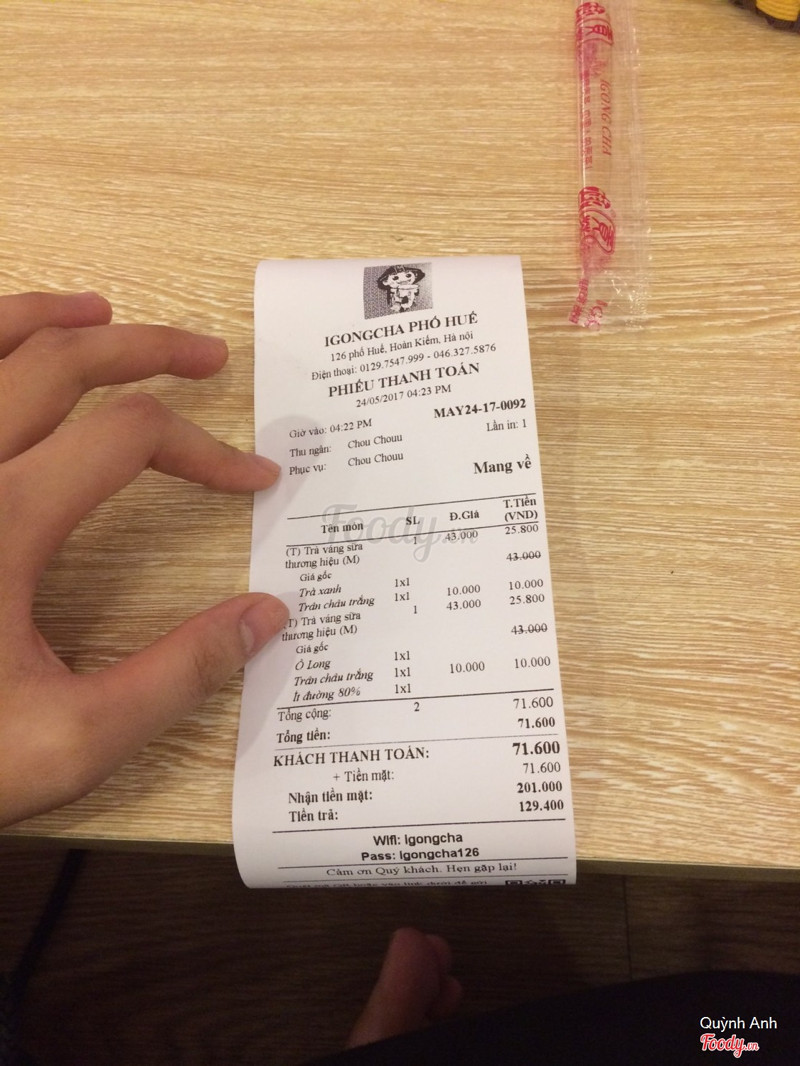 IGONG CHA
IGONGCHA PHỐ HUẾ
126 phố Huế, Hoàn Kiếm, Hà nội
Điện thoại: 0129.7547.999 - 046.327.5876
PHIẾU THANH TOÁN
24/05/2017 04:23 PM
MAY24-17-0092
Giờ vào: 04:22 PM Lần in: 1
Thu ngân: Chou Chouu
Phục vụ: Chou Chouu
Mang về
Tên món SL Đ.Giá T.Tiền (VND)
(T) Trà vàng sữa 1 43.000 25.800
thương hiệu (M)
Giá gốc 43.000
Trà xanh 1x1
Trân châu trắng 1x1 10.000 10.000
(T) Trà vàng sữa 1 43.000 25.800
thương hiệu (M)
Giá gốc 43.000
Ô Long 1x1
Trân châu trắng 1x1 10.000 10.000
Ít đường 80% 1x1
Tổng cộng: 2 71.600
Tổng tiền: 71.600
KHÁCH THANH TOÁN: 71.600
+ Tiền mặt: 71.600
Nhận tiền mặt: 201.000
Tiền trả: 129.400
Wifi: igongcha
Pass: igongcha126
Cảm ơn Quý khách. Hẹn gặp lại!
Foody.vn
Quỳnh Anh
Foody.vn